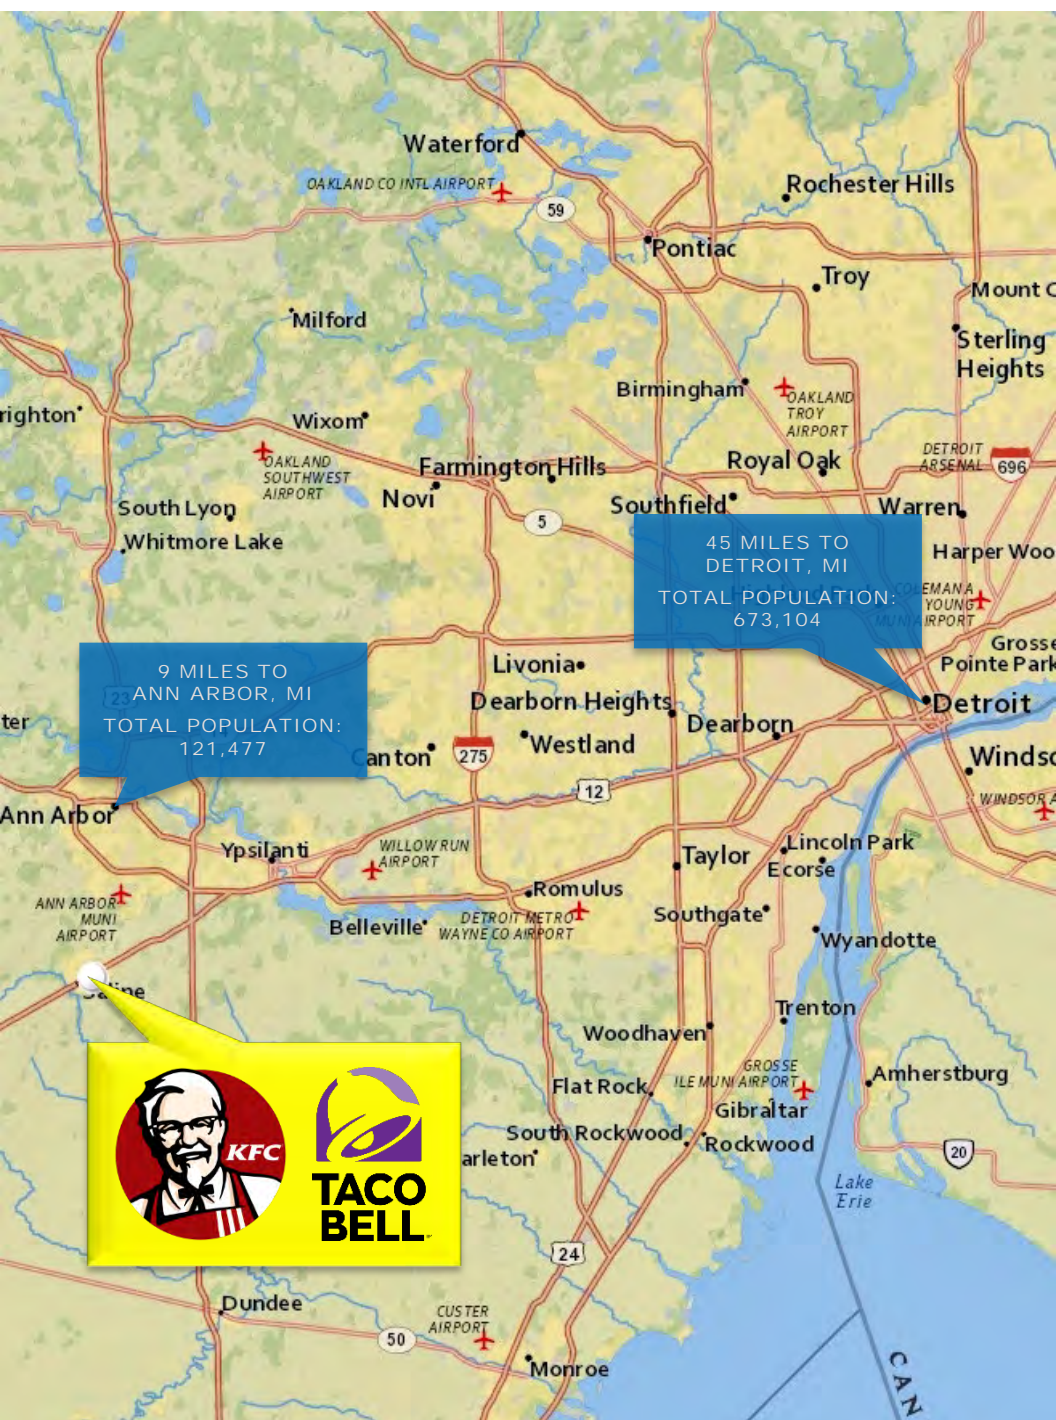 Waterford
OAKLAND CO INTL AIRPORT
Rochester Hills
59
Pontiac
Troy
Mount C
Milford
Sterling
Heights
Birmingham
OAKLAND
TROY
AIRPORT
righton
Wixom
OAKLAND
SOUTHWEST
AIRPORT
Farmington Hills
Novi
Royal Oak
DETROIT
ARSENAL
696
South Lyon
Southfield
Warren
5
Whitmore Lake
Harper Woo
45 MILES TO
DETROIT, MI
TOTAL POPULATION:
673,104
COLEMAN A
YOUNG
MUNI AIRPORT
Grosse
Pointe Park
9 MILES TO
ANN ARBOR, MI
TOTAL POPULATION:
121,477
23
ter
Livonia
Dearborn Heights
Detroit
Dearborn
Westland
Canton
275
Windso
12
WINDSOR A
Ann Arbor
Ypsilanti
WILLOW RUN
AIRPORT
Lincoln Park
Taylor
Ecorse
Romulus
ANN ARBOR
MUNI
AIRPORT
Belleville
DETROIT METRO
WAYNE CO AIRPORT
Southgate
Wyandotte
Saline
Trenton
Woodhaven
GROSSE
ILE MUNI AIRPORT
Amherstburg
Flat Rock
Gibraltar
South Rockwood
Rockwood
arleton
20
KFC
TACO
BELL
Lake
Erie
24
Dundee
CUSTER
AIRPORT
50
Monroe
CAN